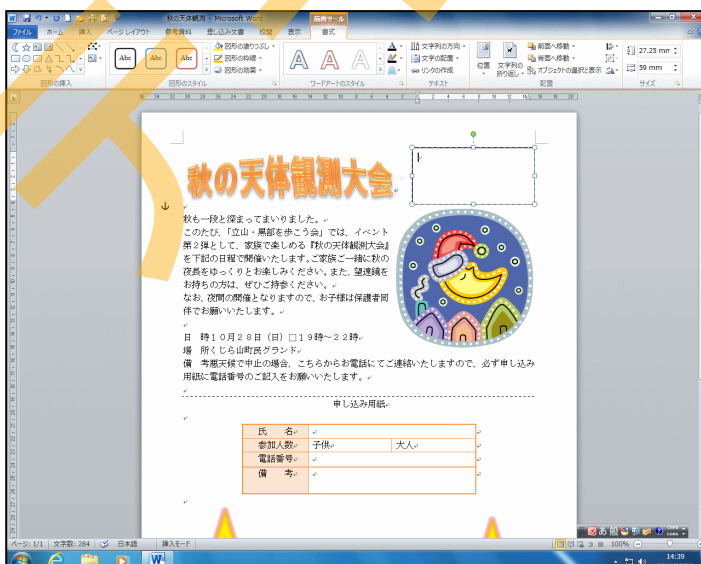 秋の天体観測 - Microsoft Word
描画ツール
ファイル ホーム 挿入 ページレイアウト 参考資料 差し込み文書 校閲 表示 書式
Abc Abc Abc
図形の塗りつぶし
図形の枠線
図形の効果
文字列の方向
文字列の配置
リンクの作成
位置
文字列の折り返し
前面へ移動
背面へ移動
オブジェクトの選択と表示
27.25 mm
59 mm
図形の挿入 図形のスタイル ワードアートのスタイル テキスト 配置 サイズ
秋の天体観測大会
秋も一段と深まってまいりました。
このたび、「立山・黒部を歩こう会」では、イベント
第2弾として、家族で楽しめる『秋の天体観測大会』
を下記の日程で開催いたします。ご家族ご一緒に秋の
夜長をゆっくりとお楽しみください。また、望遠鏡を
お持ちの方は、ぜひご持参ください。
なお、夜間の開催となりますので、お子様は保護者同
伴でお願いいたします。
日 時10月28日(日)□19時~22時
場 所くじら山町民グランド
備 考悪天候で中止の場合、こちらからお電話にてご連絡いたしますので、必ず申し込み
用紙に電話番号のご記入をお願いいたします。
申し込み用紙
氏 名
参加人数 子供 大人
電話番号
備 考
ページ: 1/1 文字数: 284 日本語 挿入モード
あ 般
100%
14:39